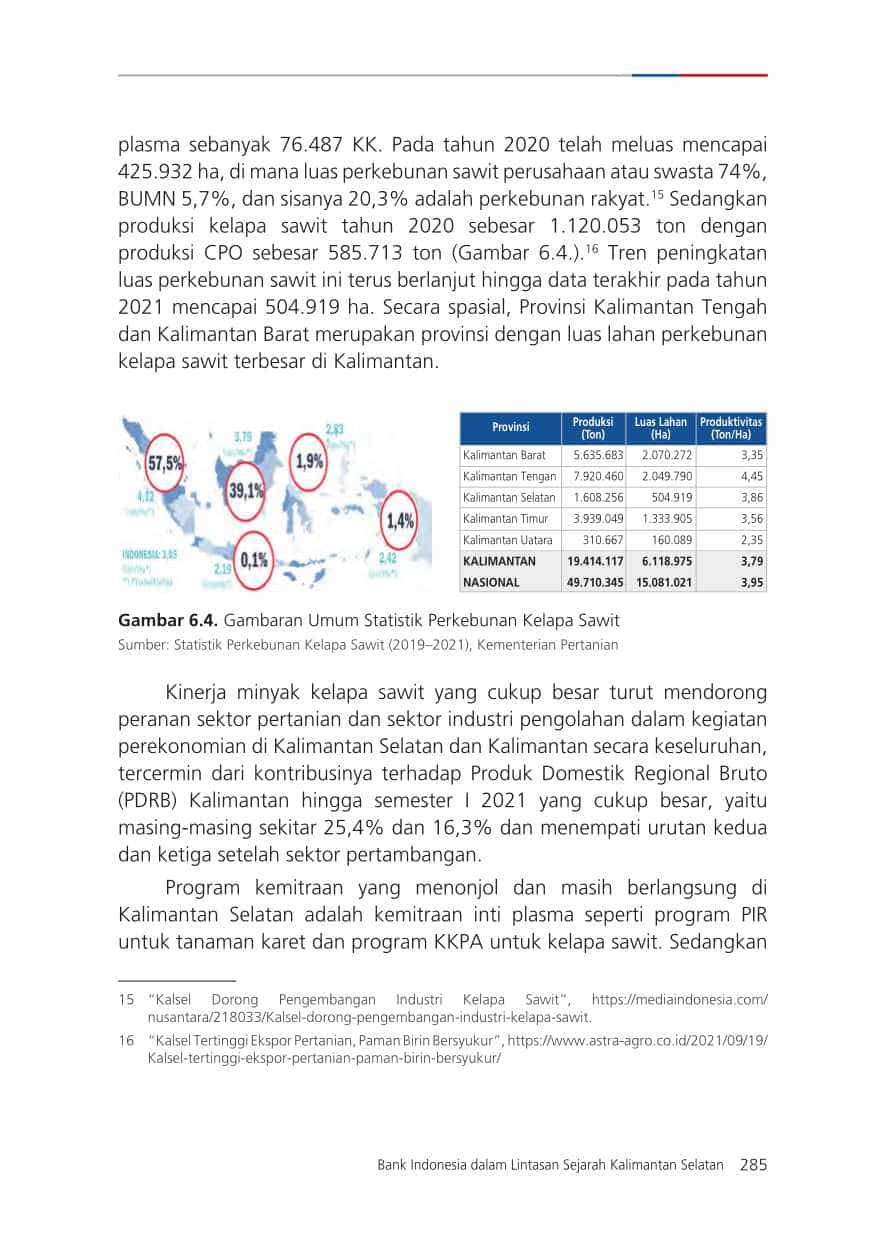 plasma sebanyak 76.487 KK. Pada tahun 2020 telah meluas mencapai
425.932 ha, di mana luas perkebunan sawit perusahaan atau swasta 74%,
BUMN 5,7%, dan sisanya 20,3% adalah perkebunan rakyat.15 Sedangkan
produksi kelapa sawit tahun 2020 sebesar 1.120.053 ton dengan
produksi CPO sebesar 585.713 ton (Gambar 6.4.).16 Tren peningkatan
luas perkebunan sawit ini terus berlanjut hingga data terakhir pada tahun
2021 mencapai 504.919 ha. Secara spasial, Provinsi Kalimantan Tengah
dan Kalimantan Barat merupakan provinsi dengan luas lahan perkebunan
kelapa sawit terbesar di Kalimantan.
57,5%
4,12
3,79
39,1%
2,83
1,9%
1,4%
2,42
0,1%
2,19
INDONESIA: 3,95
Provinsi Produksi (Ton) Luas Lahan (Ha) Produktivitas (Ton/Ha)
Kalimantan Barat 5.635.683 2.070.272 3,35
Kalimantan Tengan 7.920.460 2.049.790 4,45
Kalimantan Selatan 1.608.256 504.919 3,86
Kalimantan Timur 3.939.049 1.333.905 3,56
Kalimantan Uatara 310.667 160.089 2,35
KALIMANTAN 19.414.117 6.118.975 3,79
NASIONAL 49.710.345 15.081.021 3,95
Gambar 6.4. Gambaran Umum Statistik Perkebunan Kelapa Sawit
Sumber: Statistik Perkebunan Kelapa Sawit (2019–2021), Kementerian Pertanian
Kinerja minyak kelapa sawit yang cukup besar turut mendorong
peranan sektor pertanian dan sektor industri pengolahan dalam kegiatan
perekonomian di Kalimantan Selatan dan Kalimantan secara keseluruhan,
tercermin dari kontribusinya terhadap Produk Domestik Regional Bruto
(PDRB) Kalimantan hingga semester I 2021 yang cukup besar, yaitu
masing-masing sekitar 25,4% dan 16,3% dan menempati urutan kedua
dan ketiga setelah sektor pertambangan.
Program kemitraan yang menonjol dan masih berlangsung di
Kalimantan Selatan adalah kemitraan inti plasma seperti program PIR
untuk tanaman karet dan program KKPA untuk kelapa sawit. Sedangkan
15 "Kalsel Dorong Pengembangan Industri Kelapa Sawit", https://mediaindonesia.com/
nusantara/218033/Kalsel-dorong-pengembangan-industri-kelapa-sawit.
16 "Kalsel Tertinggi Ekspor Pertanian, Paman Birin Bersyukur", https://www.astra-agro.co.id/2021/09/19/
Kalsel-tertinggi-ekspor-pertanian-paman-birin-bersyukur/
Bank Indonesia dalam Lintasan Sejarah Kalimantan Selatan 285